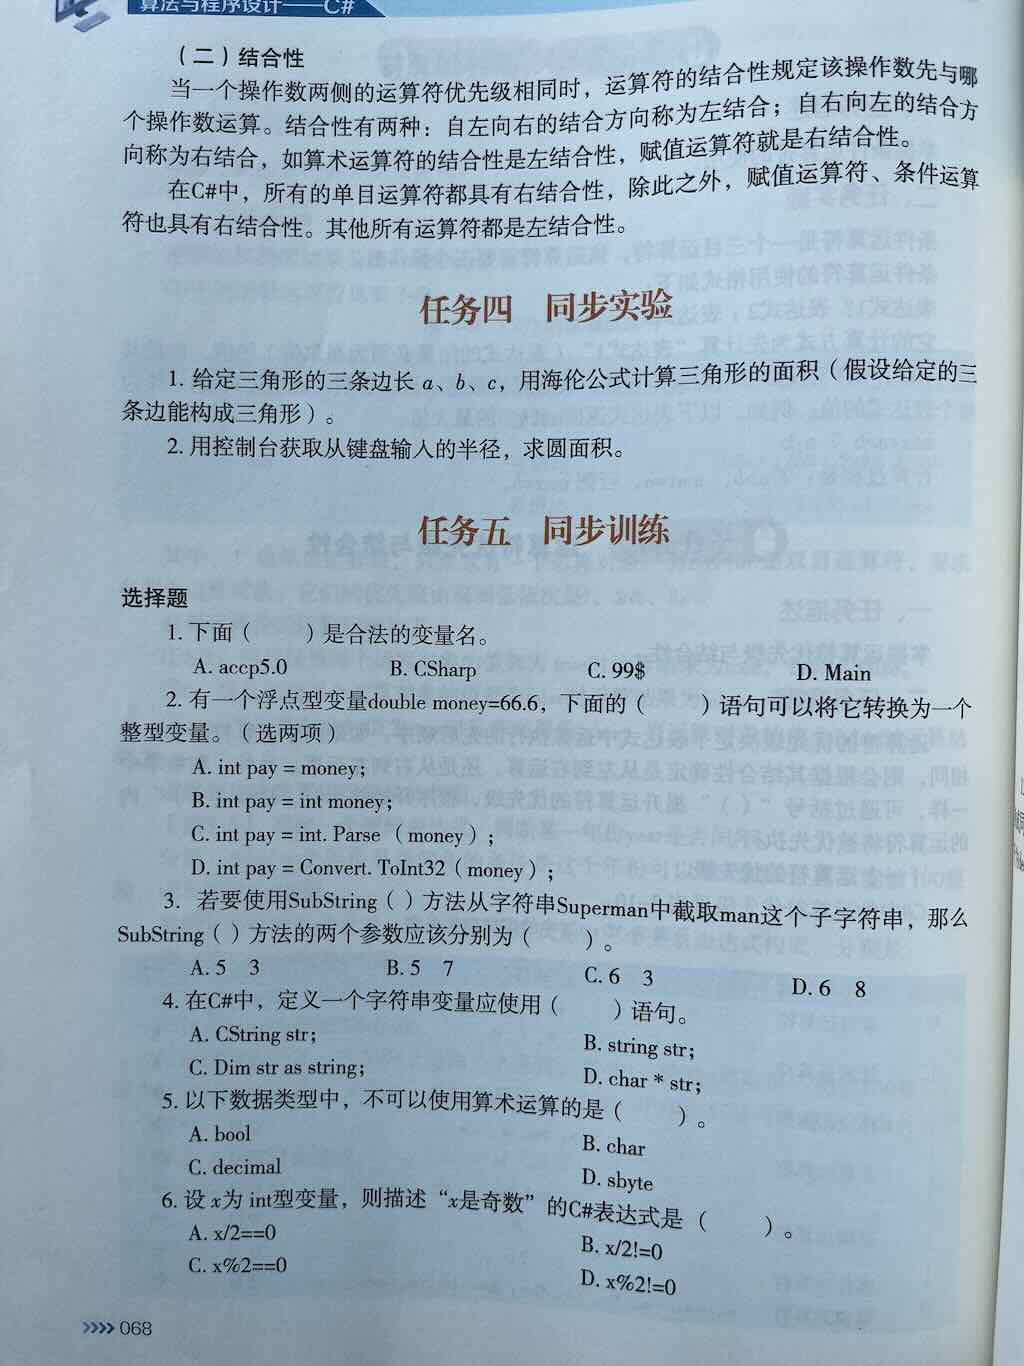 算法与程序设计——C#
（二）结合性
当一个操作数两侧的运算符优先级相同时，运算符的结合性规定该操作数先与哪
个操作数运算。结合性有两种：自左向右的结合方向称为左结合；自右向左的结合方
向称为右结合，如算术运算符的结合性是左结合性，赋值运算符就是右结合性。
在C#中，所有的单目运算符都具有右结合性，除此之外，赋值运算符、条件运算
符也具有右结合性。其他所有运算符都是左结合性。
任务四 同步实验
1. 给定三角形的三条边长 a、b、c，用海伦公式计算三角形的面积（假设给定的三
条边能构成三角形）。
2. 用控制台获取从键盘输入的半径，求圆面积。
任务五 同步训练
选择题
1. 下面（ ）是合法的变量名。
A. accp5.0 B. CSharp C. 99$ D. Main
2. 有一个浮点型变量double money=66.6，下面的（ ）语句可以将它转换为一个
整型变量。（选两项）
A. int pay = money;
B. int pay = int money;
C. int pay = int. Parse （money）;
D. int pay = Convert. ToInt32（money）;
3. 若要使用SubString（）方法从字符串Superman中截取man这个子字符串，那么
SubString（）方法的两个参数应该分别为（ ）。
A. 5 3 B. 5 7 C. 6 3 D. 6 8
4. 在C#中，定义一个字符串变量应使用（ ）语句。
A. CString str; B. string str;
C. Dim str as string; D. char * str;
5. 以下数据类型中，不可以使用算术运算的是（ ）。
A. bool B. char
C. decimal D. sbyte
6. 设 x为 int型变量，则描述“x是奇数”的C#表达式是（ ）。
A. x/2==0 B. x/2!=0
C. x%2==0 D. x%2!=0
>>>> 068